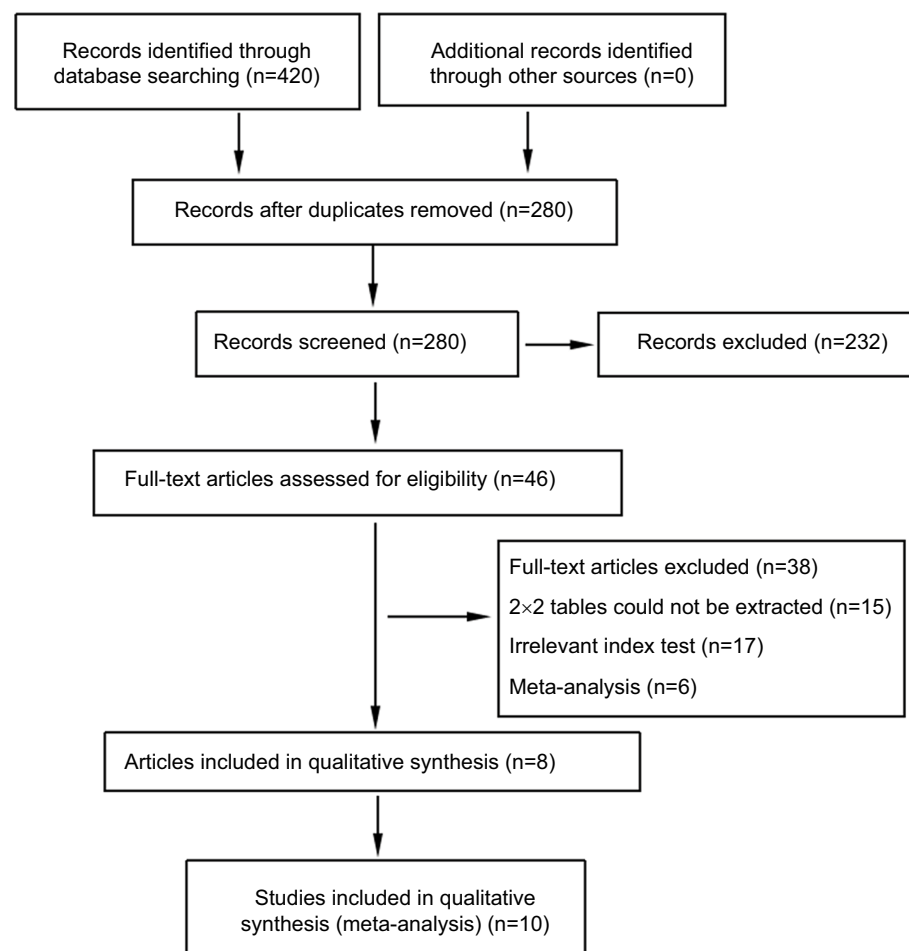 Records identified through
database searching (n=420)
Additional records identified
through other sources (n=0)
Records after duplicates removed (n=280)
Records screened (n=280)
Records excluded (n=232)
Full-text articles assessed for eligibility (n=46)
Full-text articles excluded (n=38)
2×2 tables could not be extracted (n=15)
Irrelevant index test (n=17)
Meta-analysis (n=6)
Articles included in qualitative synthesis (n=8)
Studies included in qualitative
synthesis (meta-analysis) (n=10)